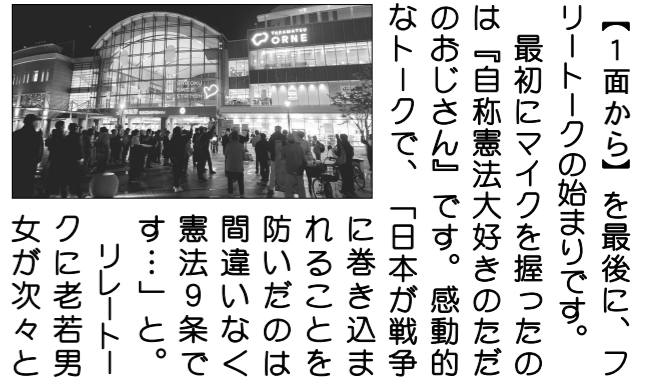 【1面から】を最後に、フ
リートークの始まりです。
最初にマイクを握ったの
は『自称憲法大好きのただ
のおじさん』です。感動的
なトークで、「日本が戦争
に巻き込ま
れることを
防いだのは
間違いなく
憲法9条で
す…」と。
リレートー
クに老若男
女が次々と
TAKAMATSU
ORNE